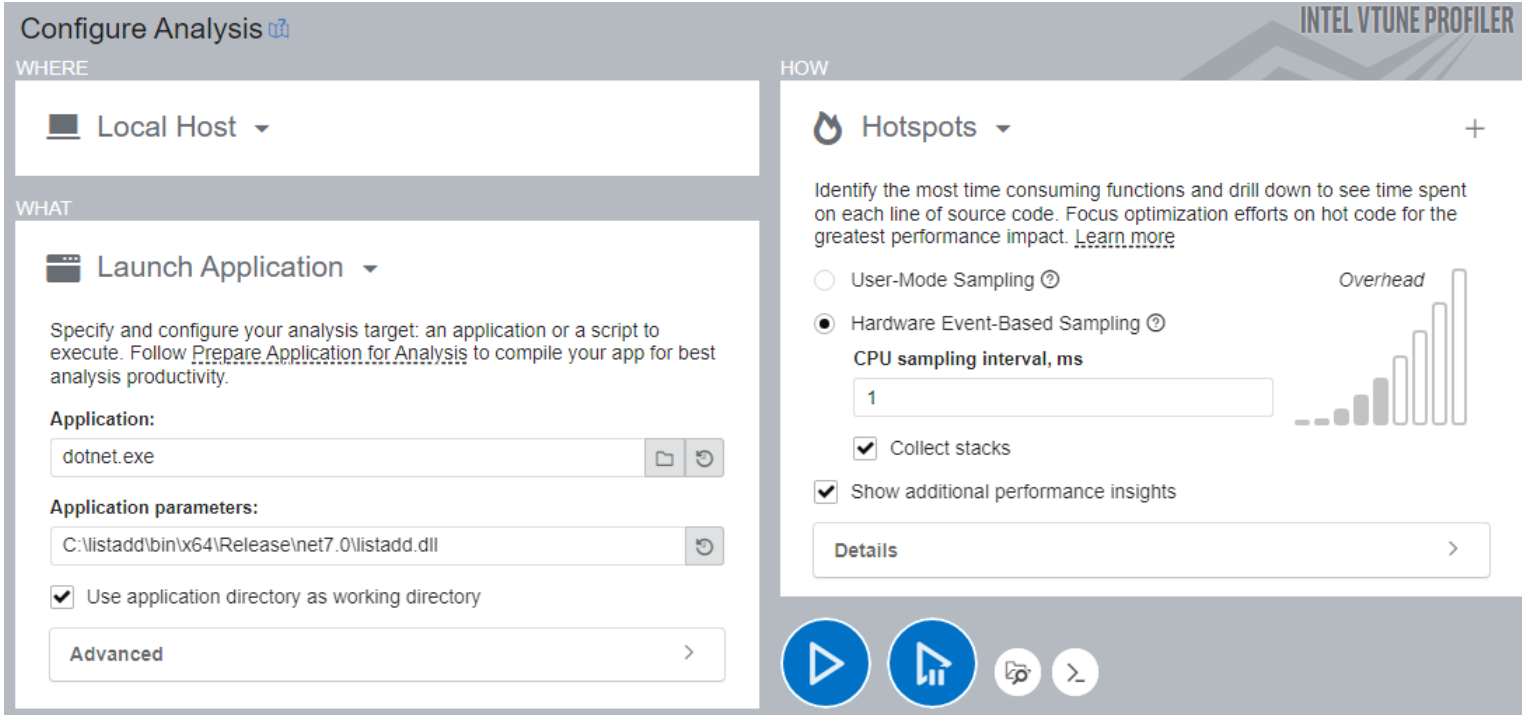 Configure Analysis
INTEL VTUNE PROFILER
WHERE
Local Host
WHAT
Launch Application
Specify and configure your analysis target: an application or a script to
execute. Follow Prepare Application for Analysis to compile your app for best
analysis productivity.
Application:
dotnet.exe
Application parameters:
C:\listadd\bin\x64\Release\net7.0\listadd.dll
Use application directory as working directory
Advanced
HOW
Hotspots
Identify the most time consuming functions and drill down to see time spent
on each line of source code. Focus optimization efforts on hot code for the
greatest performance impact. Learn more
User-Mode Sampling
Overhead
Hardware Event-Based Sampling
CPU sampling interval, ms
1
Collect stacks
Show additional performance insights
Details